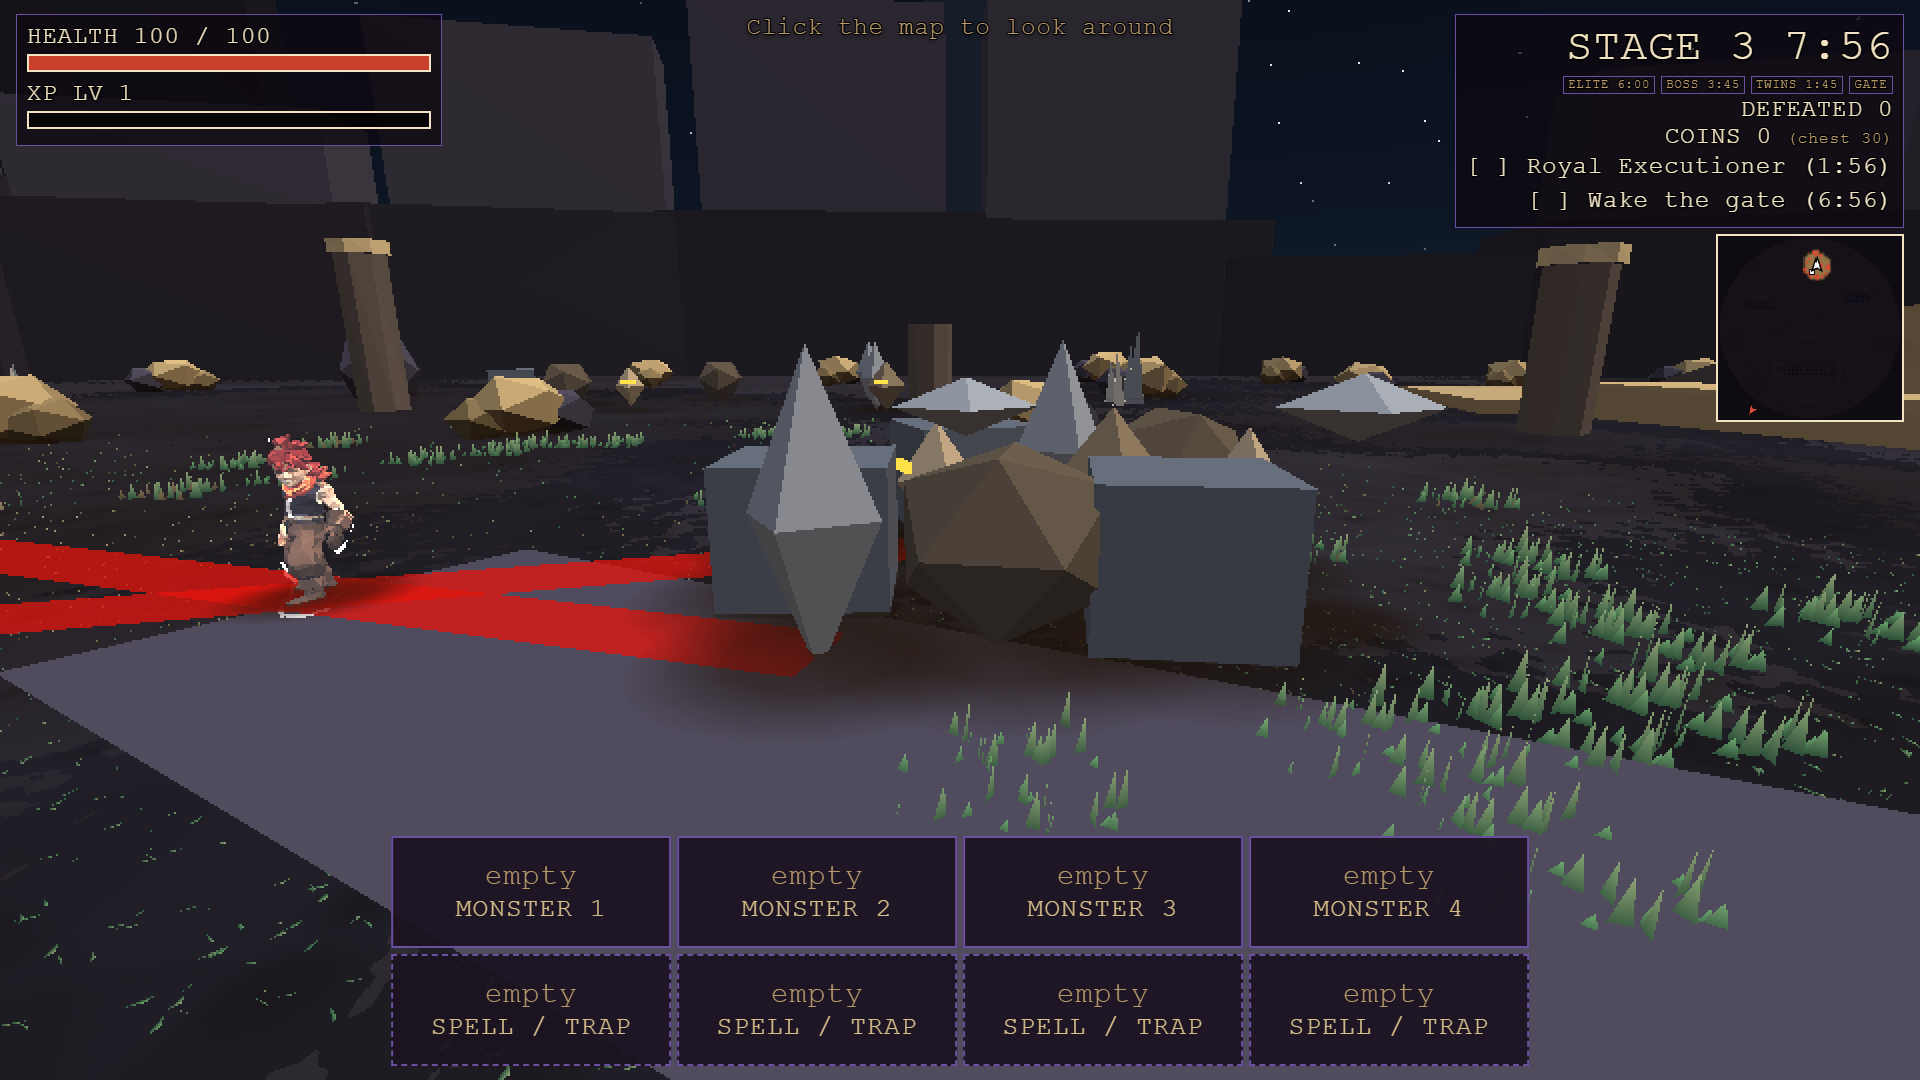 HEALTH 100 / 100
XP LV 1
Click the map to look around
STAGE 3 7:56
ELITE 6:00 BOSS 3:45 TWINS 1:45 GATE
DEFEATED 0
COINS 0 (chest 30)
[ ] Royal Executioner (1:56)
[ ] Wake the gate (6:56)
empty
MONSTER 1
empty
MONSTER 2
empty
MONSTER 3
empty
MONSTER 4
empty
SPELL / TRAP
empty
SPELL / TRAP
empty
SPELL / TRAP
empty
SPELL / TRAP